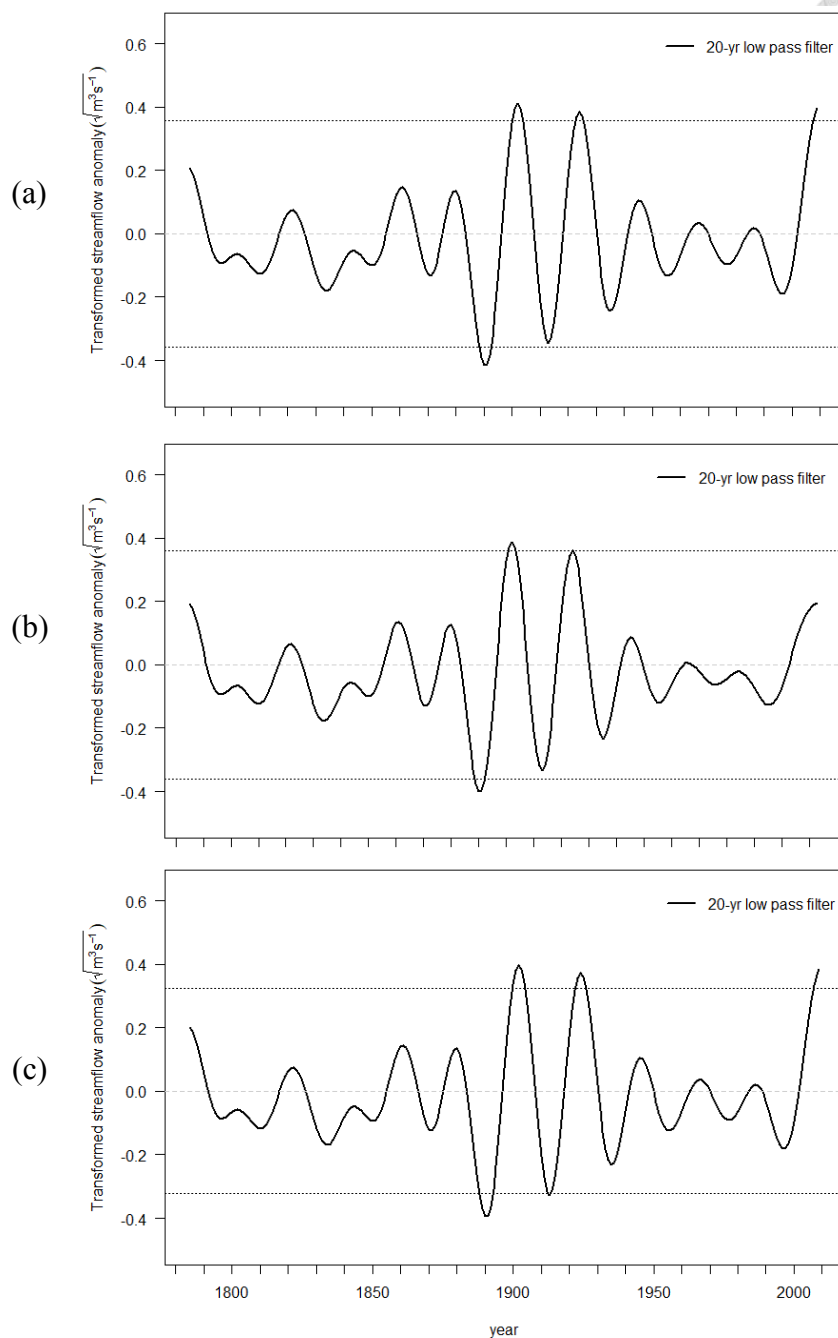 0.6
20-yr low pass filter
0.4
0.2
(a)
0.0
-0.2
-0.4
Transformed streamflow anomaly(√m³s⁻¹)
0.6
20-yr low pass filter
0.4
0.2
(b)
0.0
-0.2
-0.4
Transformed streamflow anomaly(√m³s⁻¹)
0.6
20-yr low pass filter
0.4
0.2
(c)
0.0
-0.2
-0.4
Transformed streamflow anomaly(√m³s⁻¹)
1800 1850 1900 1950 2000
year